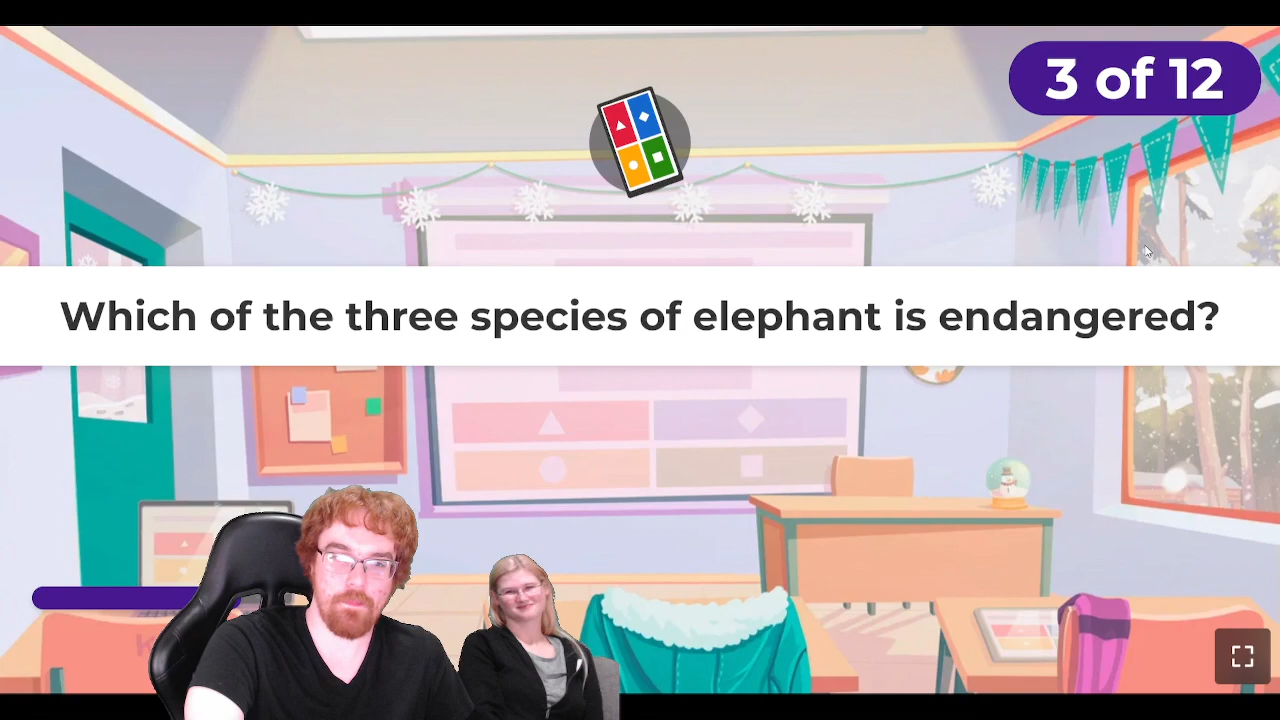 3 of 12
Which of the three species of elephant is endangered?